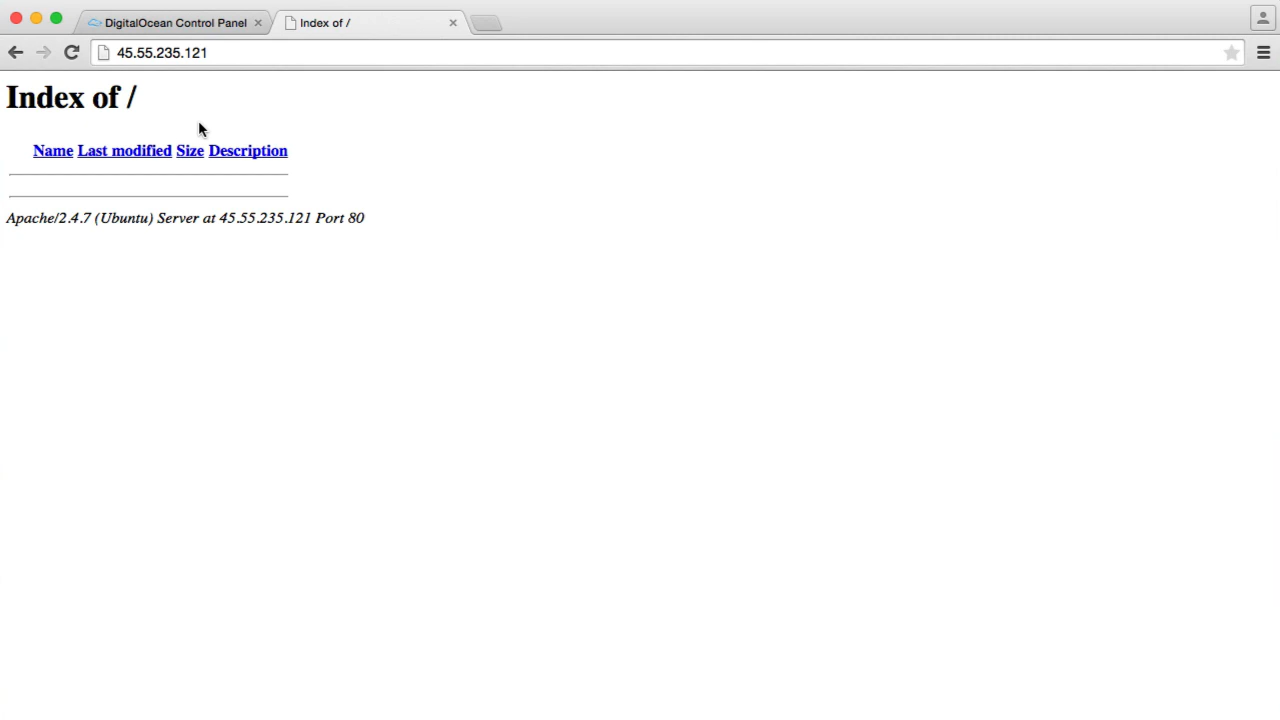 DigitalOcean Control Panel
Index of /
45.55.235.121
Index of /
Name Last modified Size Description
Apache/2.4.7 (Ubuntu) Server at 45.55.235.121 Port 80